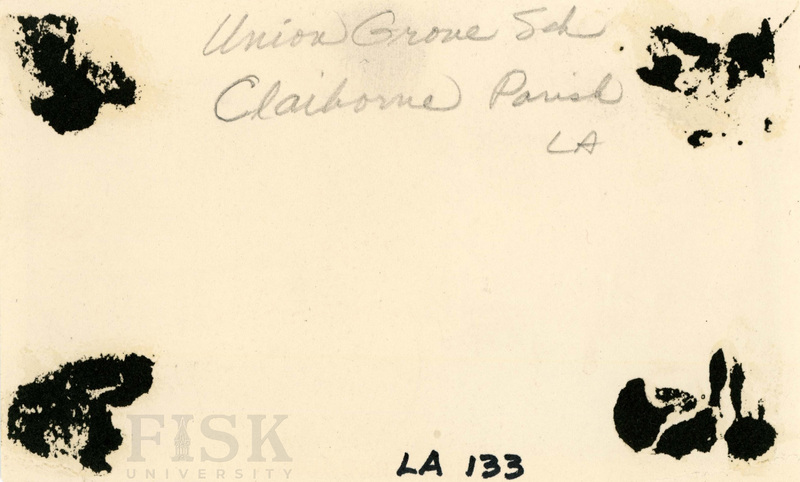 Union Grove Sch
Claiborne Parish
LA
FISK
UNIVERSITY
LA 133